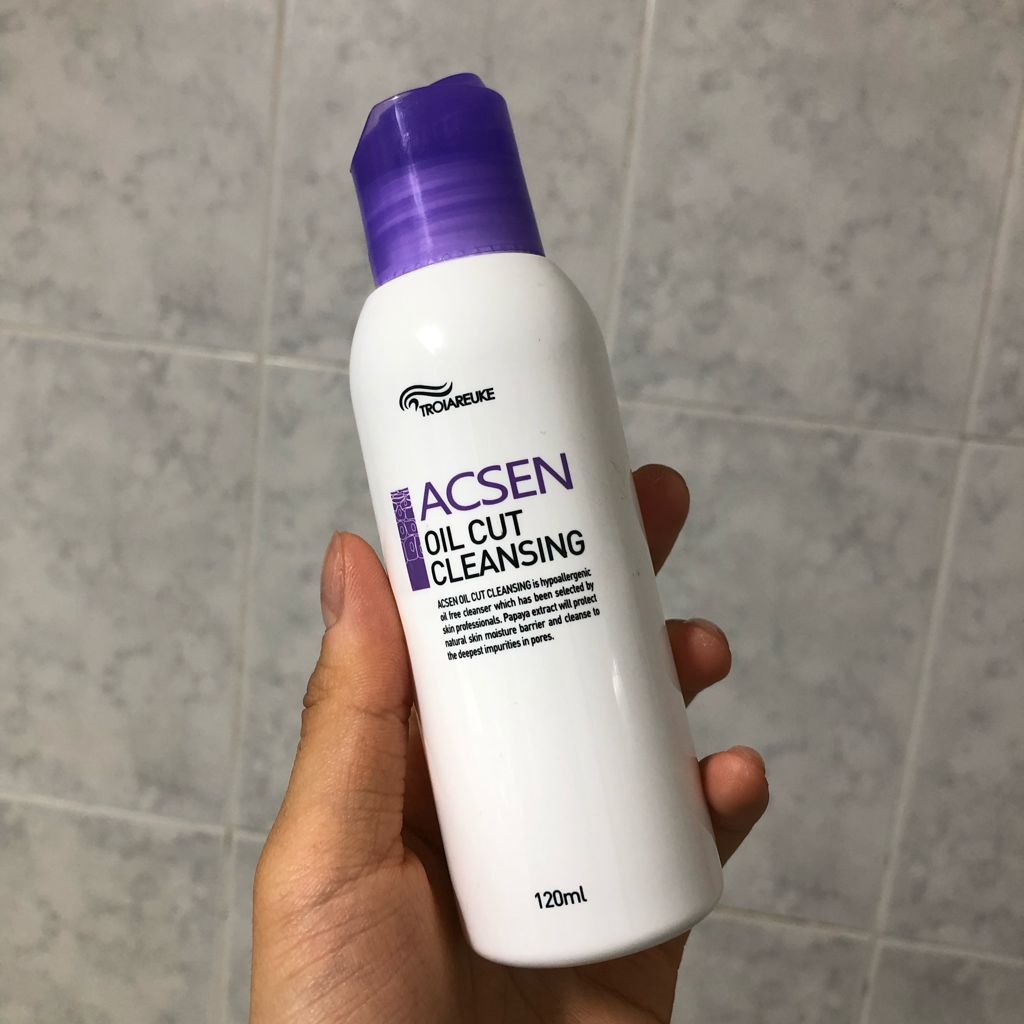 TROIAREUKE
ACSEN
OIL CUT
CLEANSING
ACSEN OIL CUT CLEANSING is hypoallergenic
oil free cleanser which has been selected by
skin professionals. Papaya extract will protect
natural skin moisture barrier and cleanse to
the deepest impurities in pores.
120ml